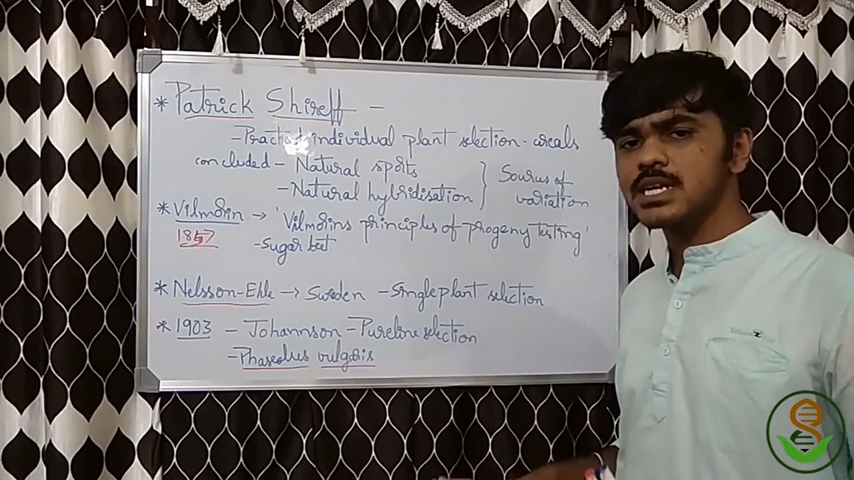 * Patrick Shireff -
- Practised individual plant selection - cereals
concluded - Natural sports
- Natural hybridisation } Sources of variation
* Vilmorin → 'Vilmorins principles of progeny testing'
1857
- Sugar beet
* Nelsson-Ehle → Sweden - Single plant selection
* 1903 - Johannson - Pureline selection
- Phaseolus vulgaris